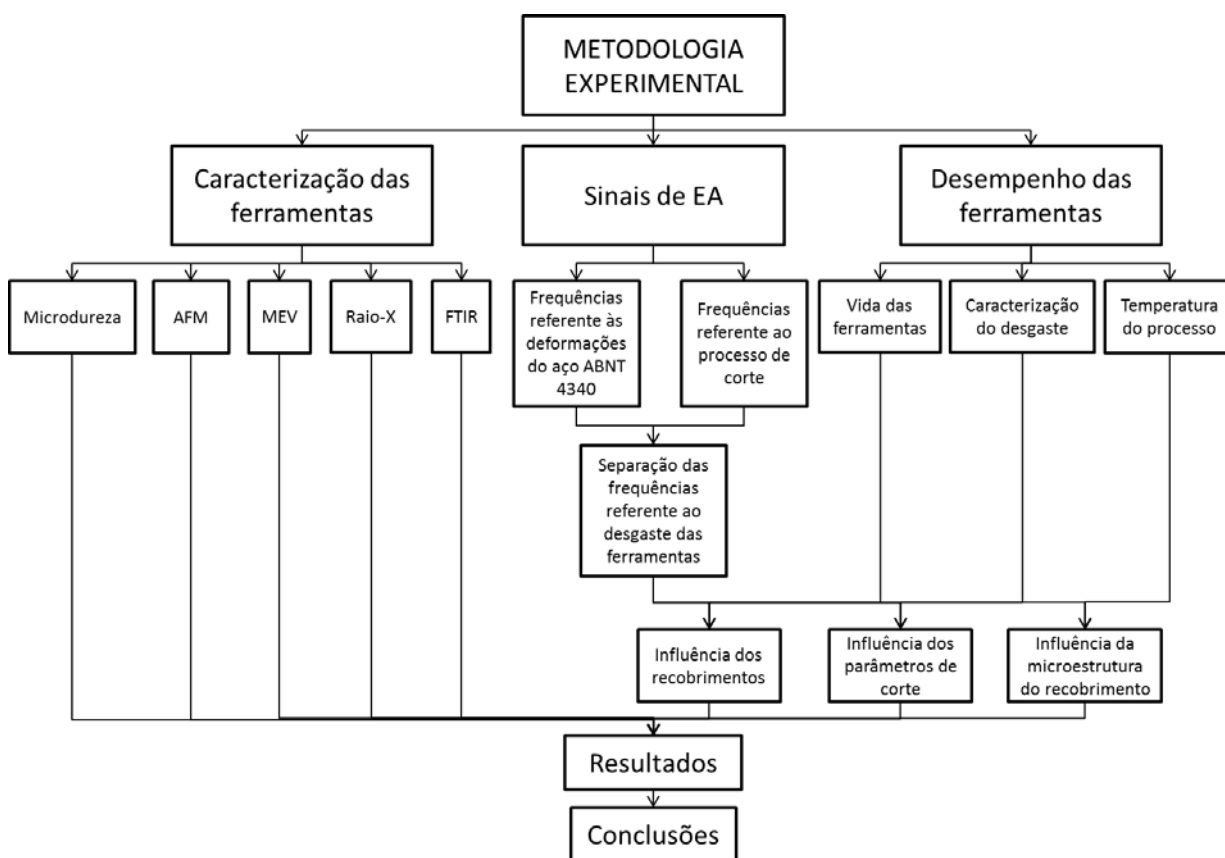 METODOLOGIA
EXPERIMENTAL
Caracterização das
ferramentas
Sinais de EA
Desempenho das
ferramentas
Microdureza
AFM
MEV
Raio-X
FTIR
Frequências
referente às
deformações
do aço ABNT
4340
Frequências
referente ao
processo de
corte
Vida das
ferramentas
Caracterização
do desgaste
Temperatura
do processo
Separação das
frequências
referente ao
desgaste das
ferramentas
Influência dos
recobrimentos
Influência dos
parâmetros de
corte
Influência da
microestrutura
do recobrimento
Resultados
Conclusões